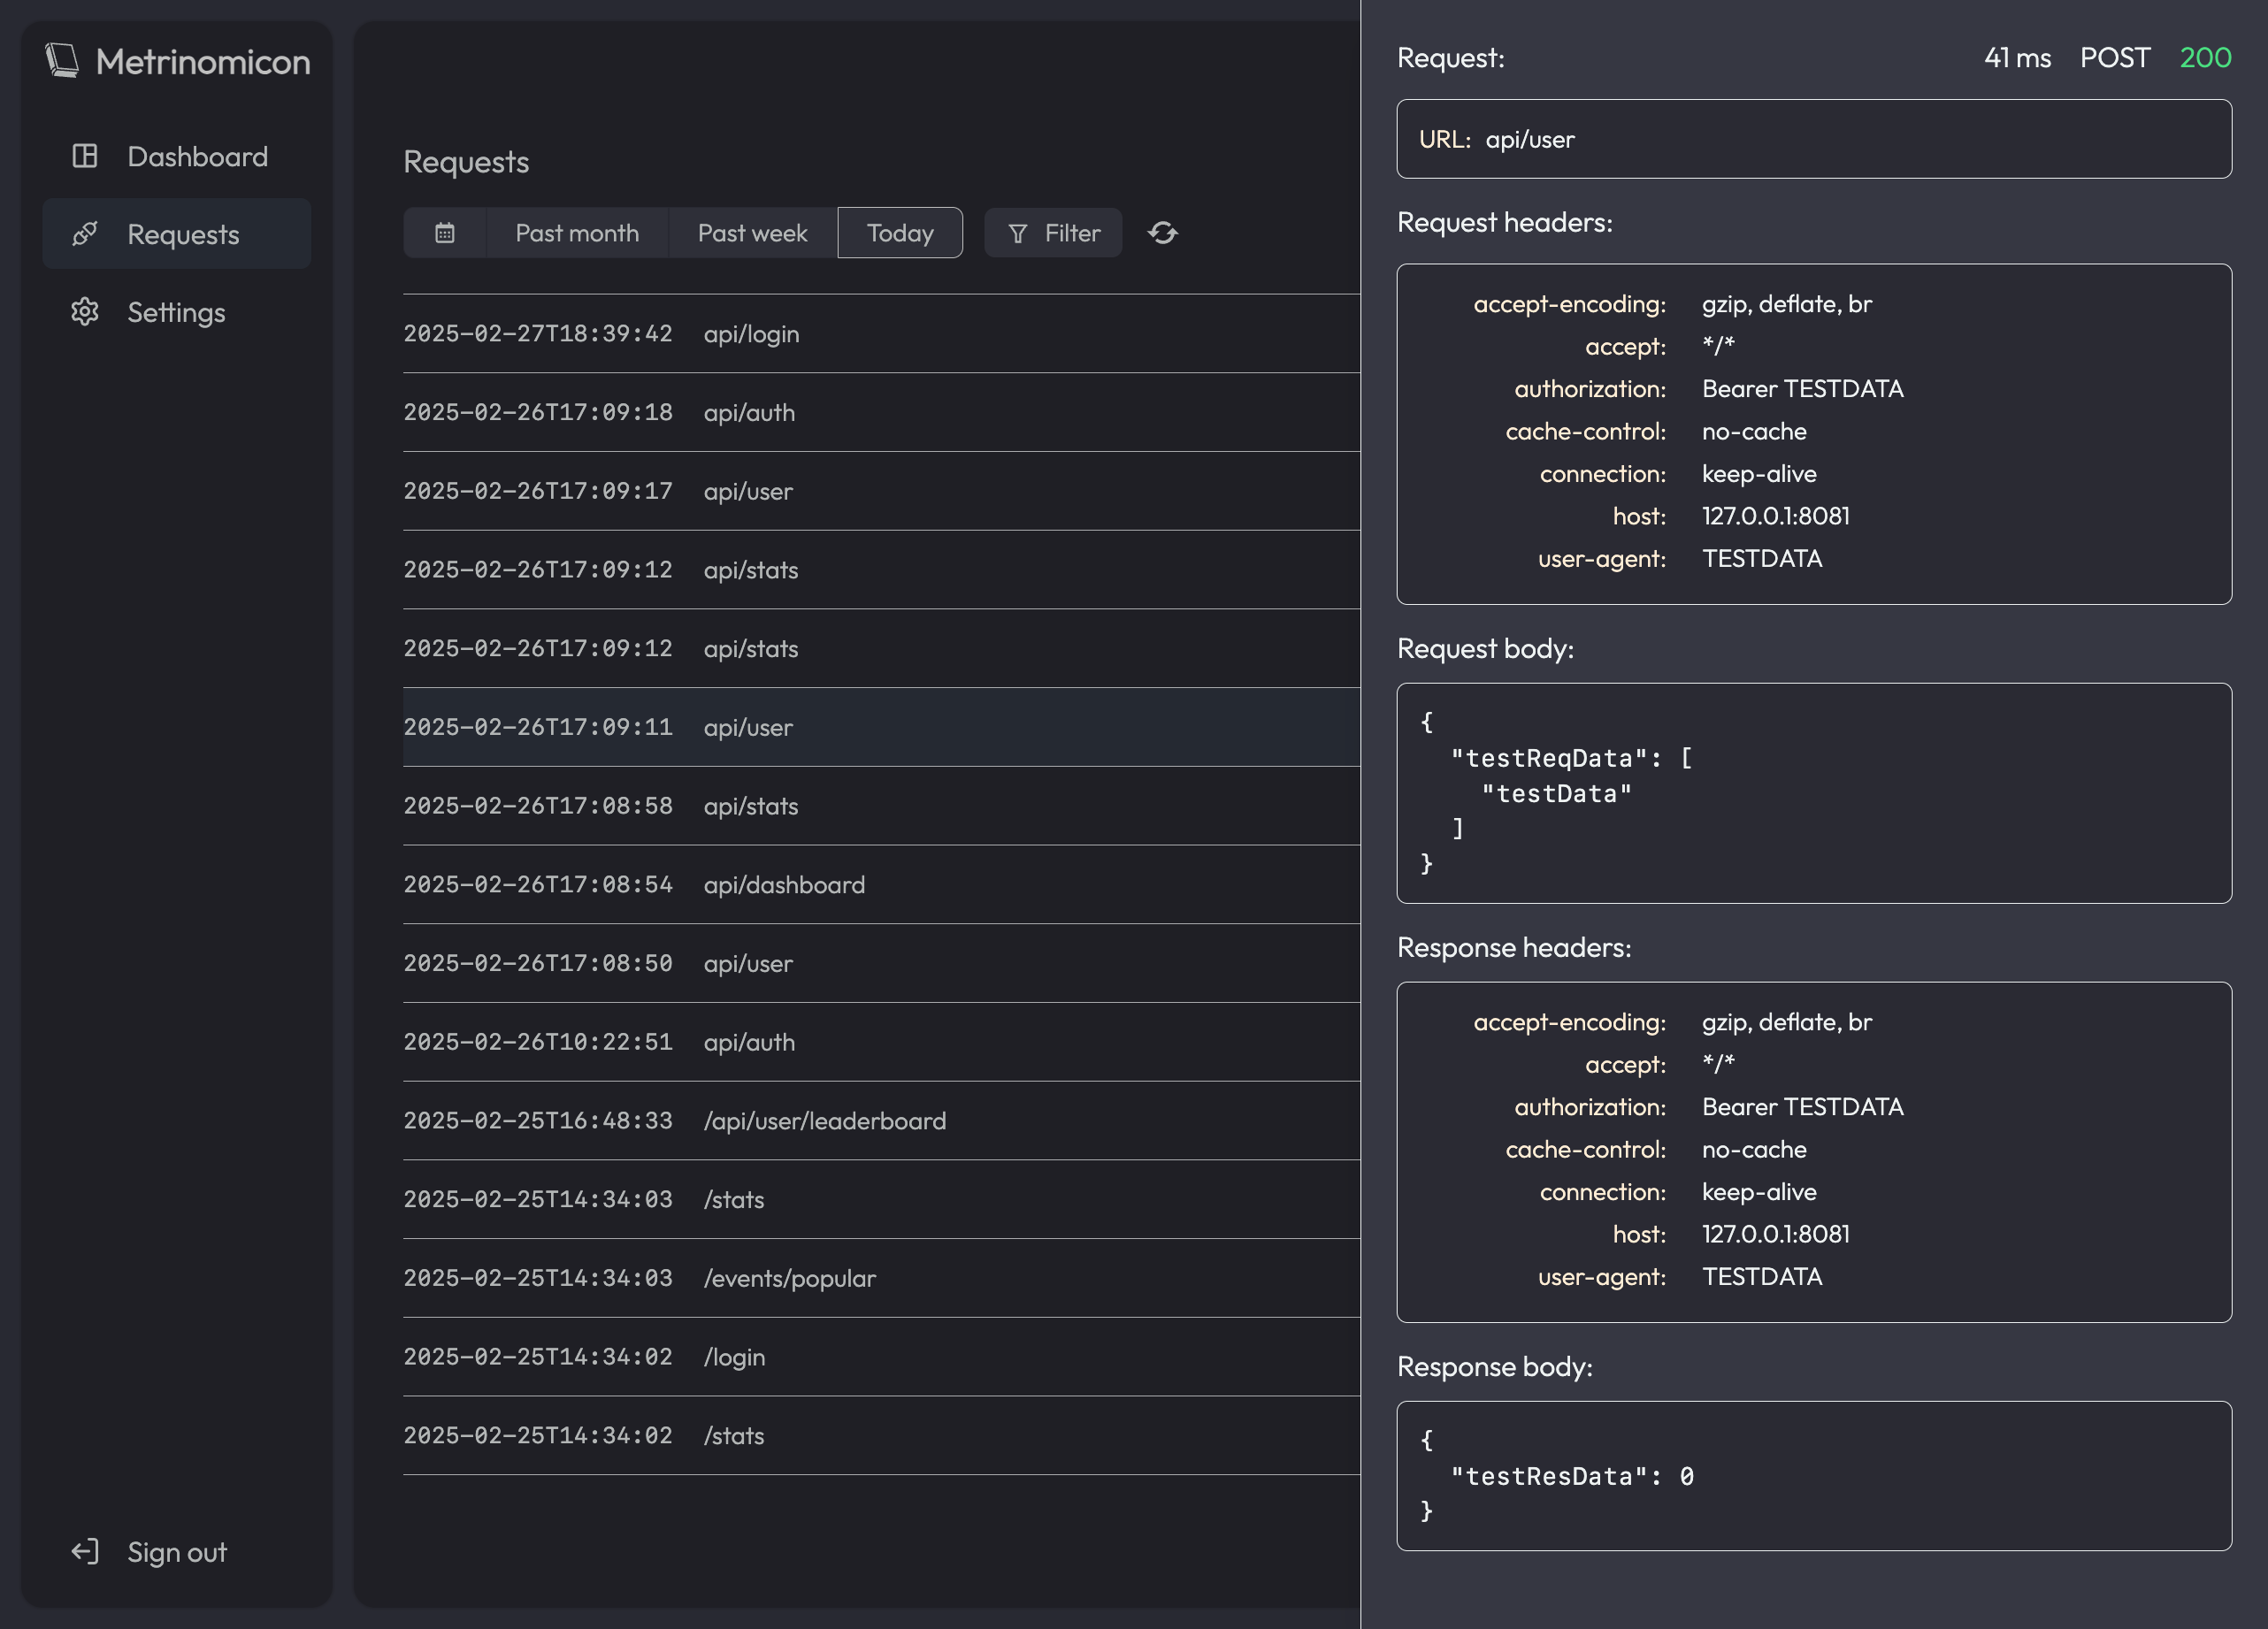 Metrinomicon
Dashboard
Requests
Settings
Sign out
Requests
Past month
Past week
Today
Filter
2025-02-27T18:39:42 api/login
2025-02-26T17:09:18 api/auth
2025-02-26T17:09:17 api/user
2025-02-26T17:09:12 api/stats
2025-02-26T17:09:12 api/stats
2025-02-26T17:09:11 api/user
2025-02-26T17:08:58 api/stats
2025-02-26T17:08:54 api/dashboard
2025-02-26T17:08:50 api/user
2025-02-26T10:22:51 api/auth
2025-02-25T16:48:33 /api/user/leaderboard
2025-02-25T14:34:03 /stats
2025-02-25T14:34:03 /events/popular
2025-02-25T14:34:02 /login
2025-02-25T14:34:02 /stats
Request: 41 ms POST 200
URL: api/user
Request headers:
accept-encoding: gzip, deflate, br
accept: */*
authorization: Bearer TESTDATA
cache-control: no-cache
connection: keep-alive
host: 127.0.0.1:8081
user-agent: TESTDATA
Request body:
{
  "testReqData": [
    "testData"
  ]
}
Response headers:
accept-encoding: gzip, deflate, br
accept: */*
authorization: Bearer TESTDATA
cache-control: no-cache
connection: keep-alive
host: 127.0.0.1:8081
user-agent: TESTDATA
Response body:
{
  "testResData": 0
}